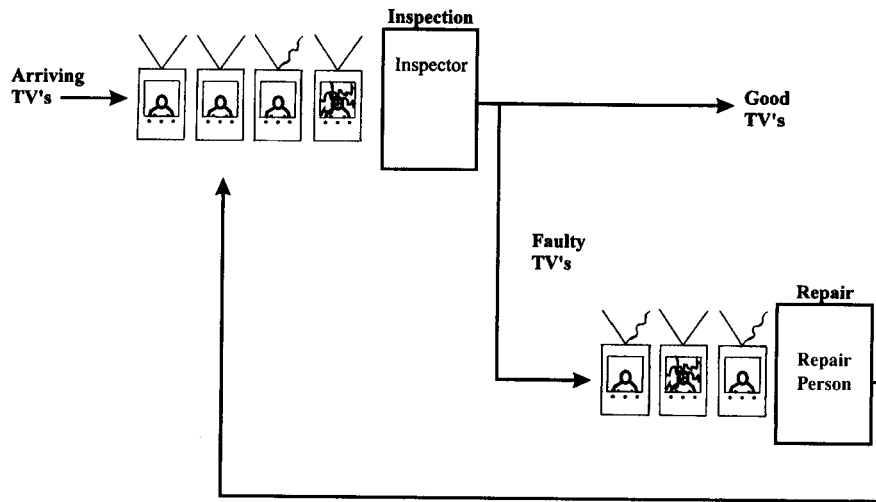 Inspection
Inspector
Arriving
TV's
Good
TV's
Faulty
TV's
Repair
Repair
Person